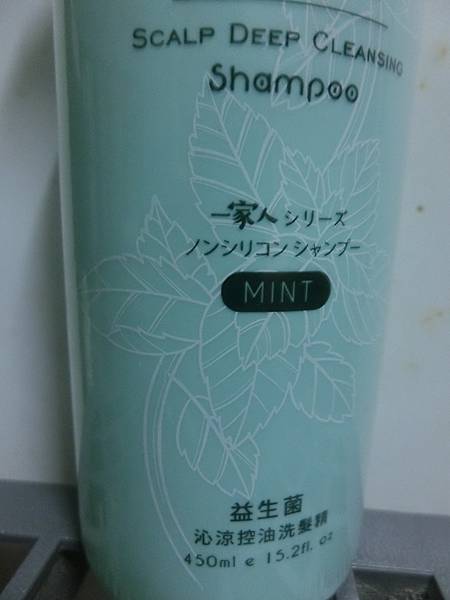 SCALP DEEP CLEANSING
Shampoo
一家人シリーズ
ノンシリコン シャンプー
MINT
益生菌
沁涼控油洗髮精
450ml e 15.2fl. oz